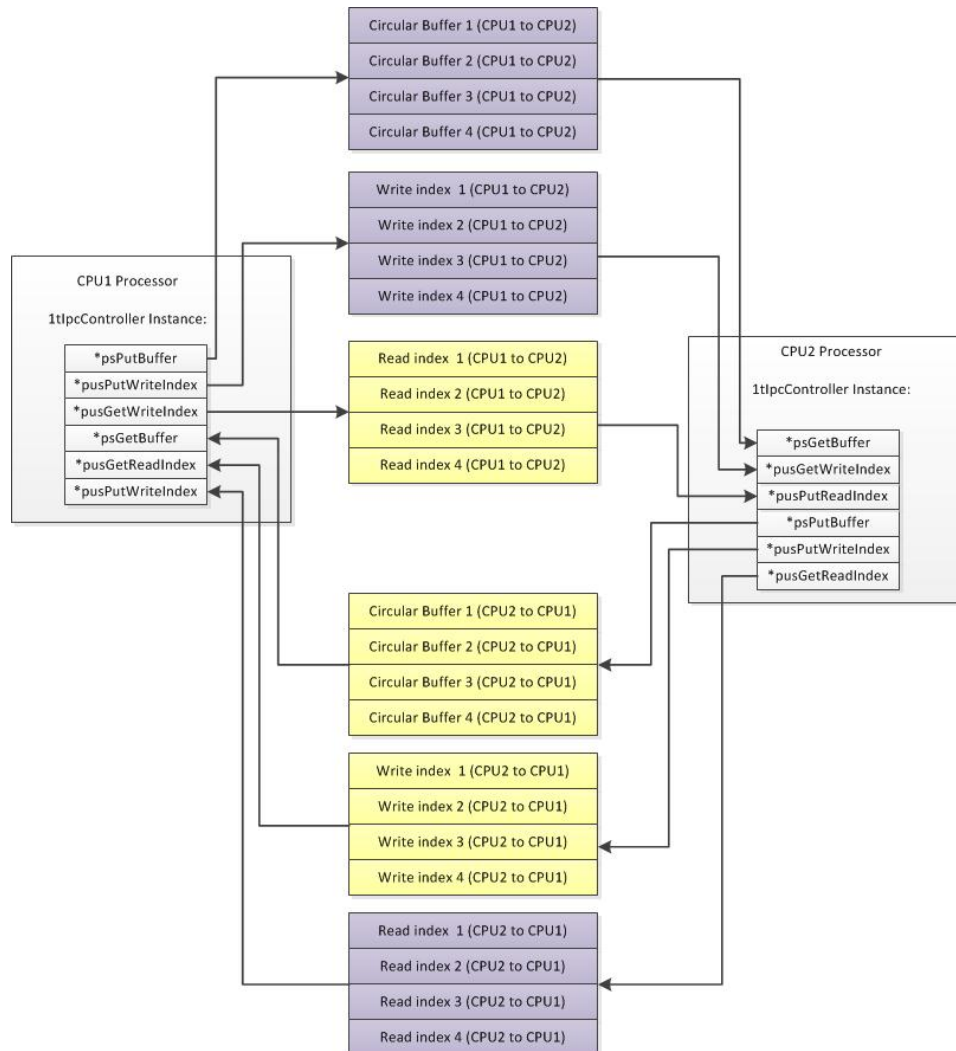 Circular Buffer 1 (CPU1 to CPU2)
Circular Buffer 2 (CPU1 to CPU2)
Circular Buffer 3 (CPU1 to CPU2)
Circular Buffer 4 (CPU1 to CPU2)
Write index 1 (CPU1 to CPU2)
Write index 2 (CPU1 to CPU2)
Write index 3 (CPU1 to CPU2)
Write index 4 (CPU1 to CPU2)
CPU1 Processor
1tIpcController Instance:
*psPutBuffer
*pusPutWriteIndex
*pusGetWriteIndex
*psGetBuffer
*pusGetReadIndex
*pusPutWriteIndex
Read index 1 (CPU1 to CPU2)
Read index 2 (CPU1 to CPU2)
Read index 3 (CPU1 to CPU2)
Read index 4 (CPU1 to CPU2)
CPU2 Processor
1tIpcController Instance:
*psGetBuffer
*pusGetWriteIndex
*pusPutReadIndex
*psPutBuffer
*pusPutWriteIndex
*pusGetReadIndex
Circular Buffer 1 (CPU2 to CPU1)
Circular Buffer 2 (CPU2 to CPU1)
Circular Buffer 3 (CPU2 to CPU1)
Circular Buffer 4 (CPU2 to CPU1)
Write index 1 (CPU2 to CPU1)
Write index 2 (CPU2 to CPU1)
Write index 3 (CPU2 to CPU1)
Write index 4 (CPU2 to CPU1)
Read index 1 (CPU2 to CPU1)
Read index 2 (CPU2 to CPU1)
Read index 3 (CPU2 to CPU1)
Read index 4 (CPU2 to CPU1)